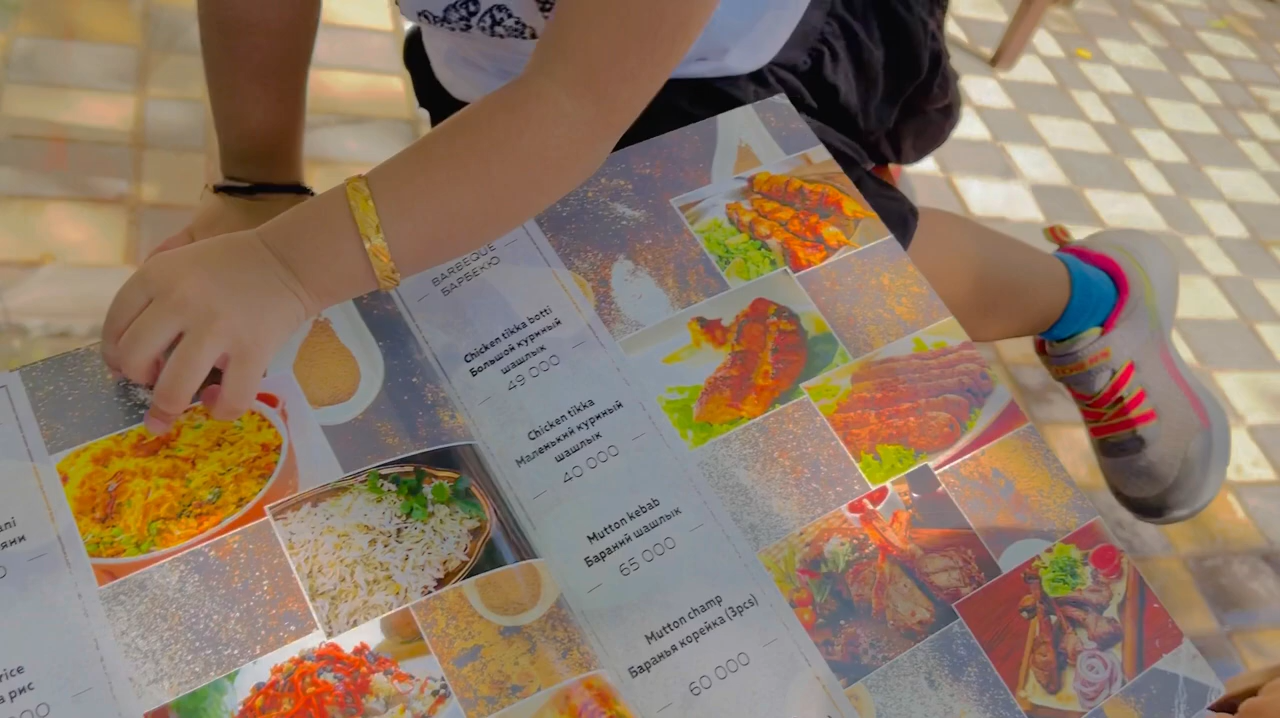 BARBEQUE
БАРБЕКЮ
Chicken tikka botti
Большой куриный
шашлык
49 000
Chicken tikka
Маленький куриный
шашлык
40 000
Mutton kebab
Бараний шашлык
65 000
Mutton champ
Баранья корейка (3pcs)
60 000
рис